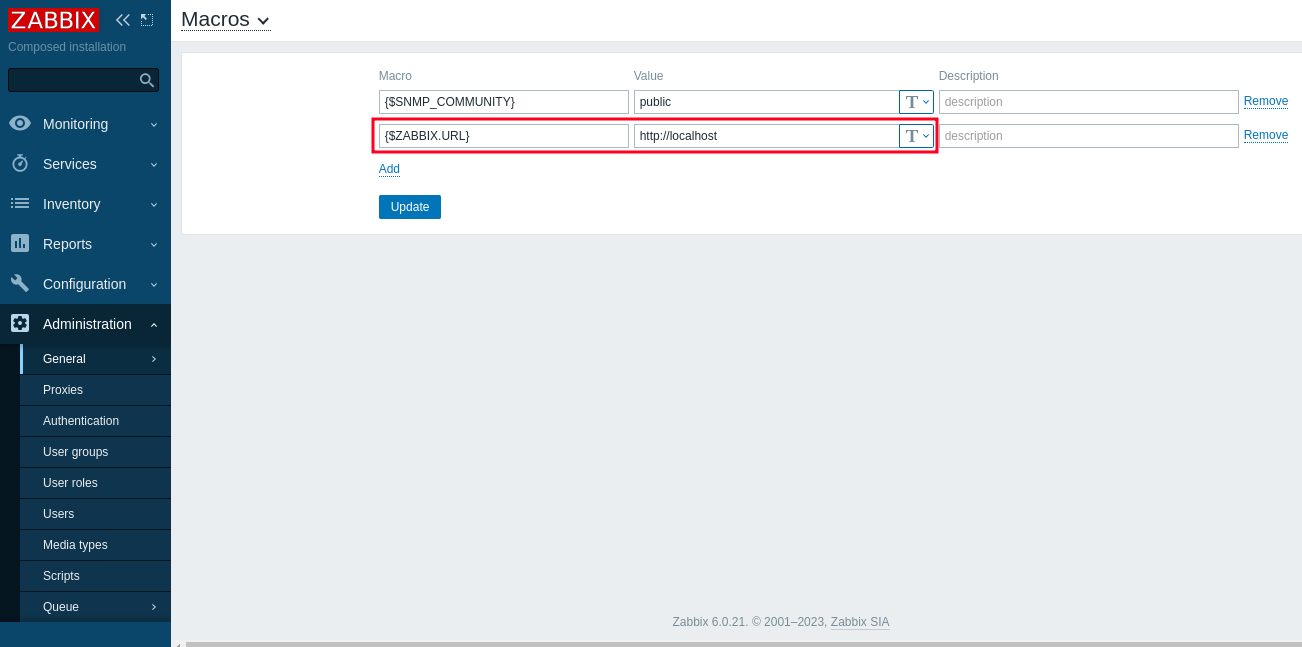 ZABBIX
Composed installation
Monitoring
Services
Inventory
Reports
Configuration
Administration
General
Proxies
Authentication
User groups
User roles
Users
Media types
Scripts
Queue
Macros
Macro Value Description
{$SNMP_COMMUNITY} public T description Remove
{$ZABBIX.URL} http://localhost T description Remove
Add
Update
Zabbix 6.0.21. © 2001–2023, Zabbix SIA